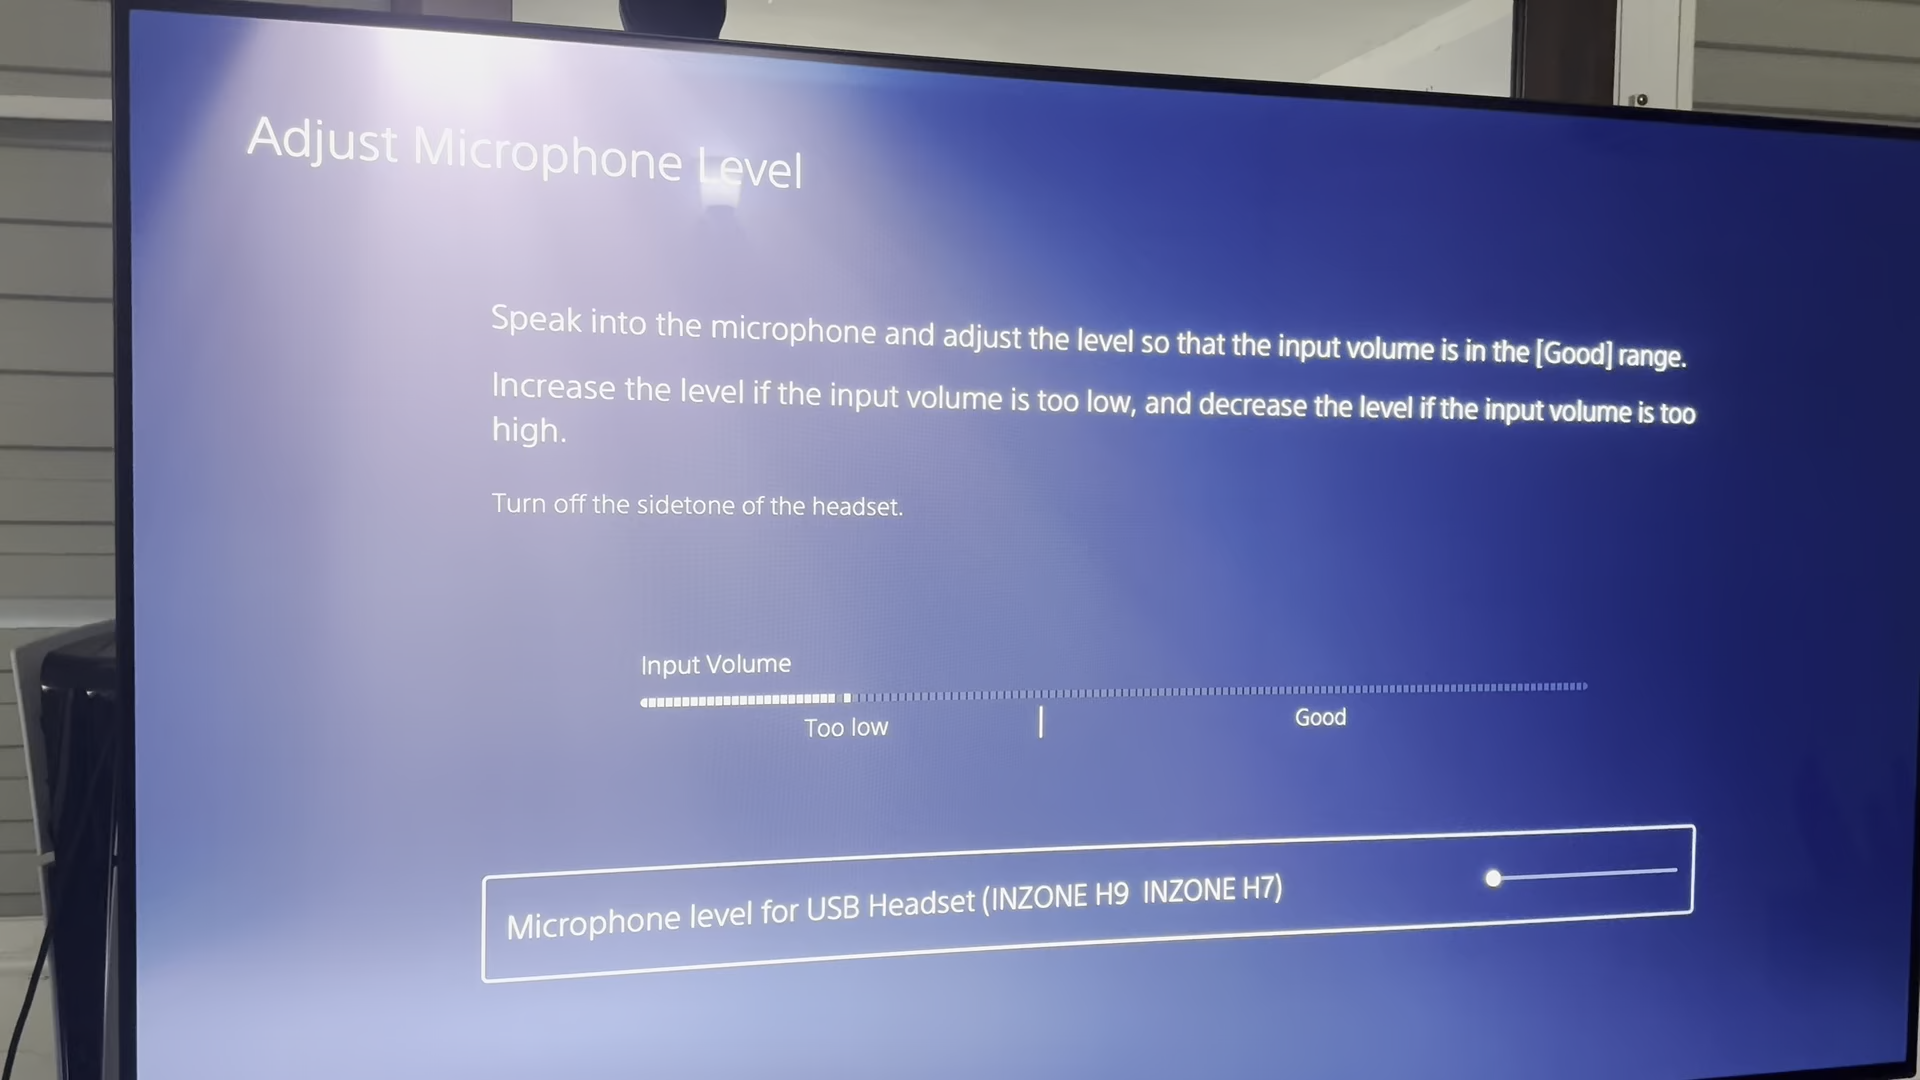 Adjust Microphone Level
Speak into the microphone and adjust the level so that the input volume is in the [Good] range.
Increase the level if the input volume is too low, and decrease the level if the input volume is too
high.
Turn off the sidetone of the headset.
Input Volume
Too low
Good
Microphone level for USB Headset (INZONE H9 INZONE H7)